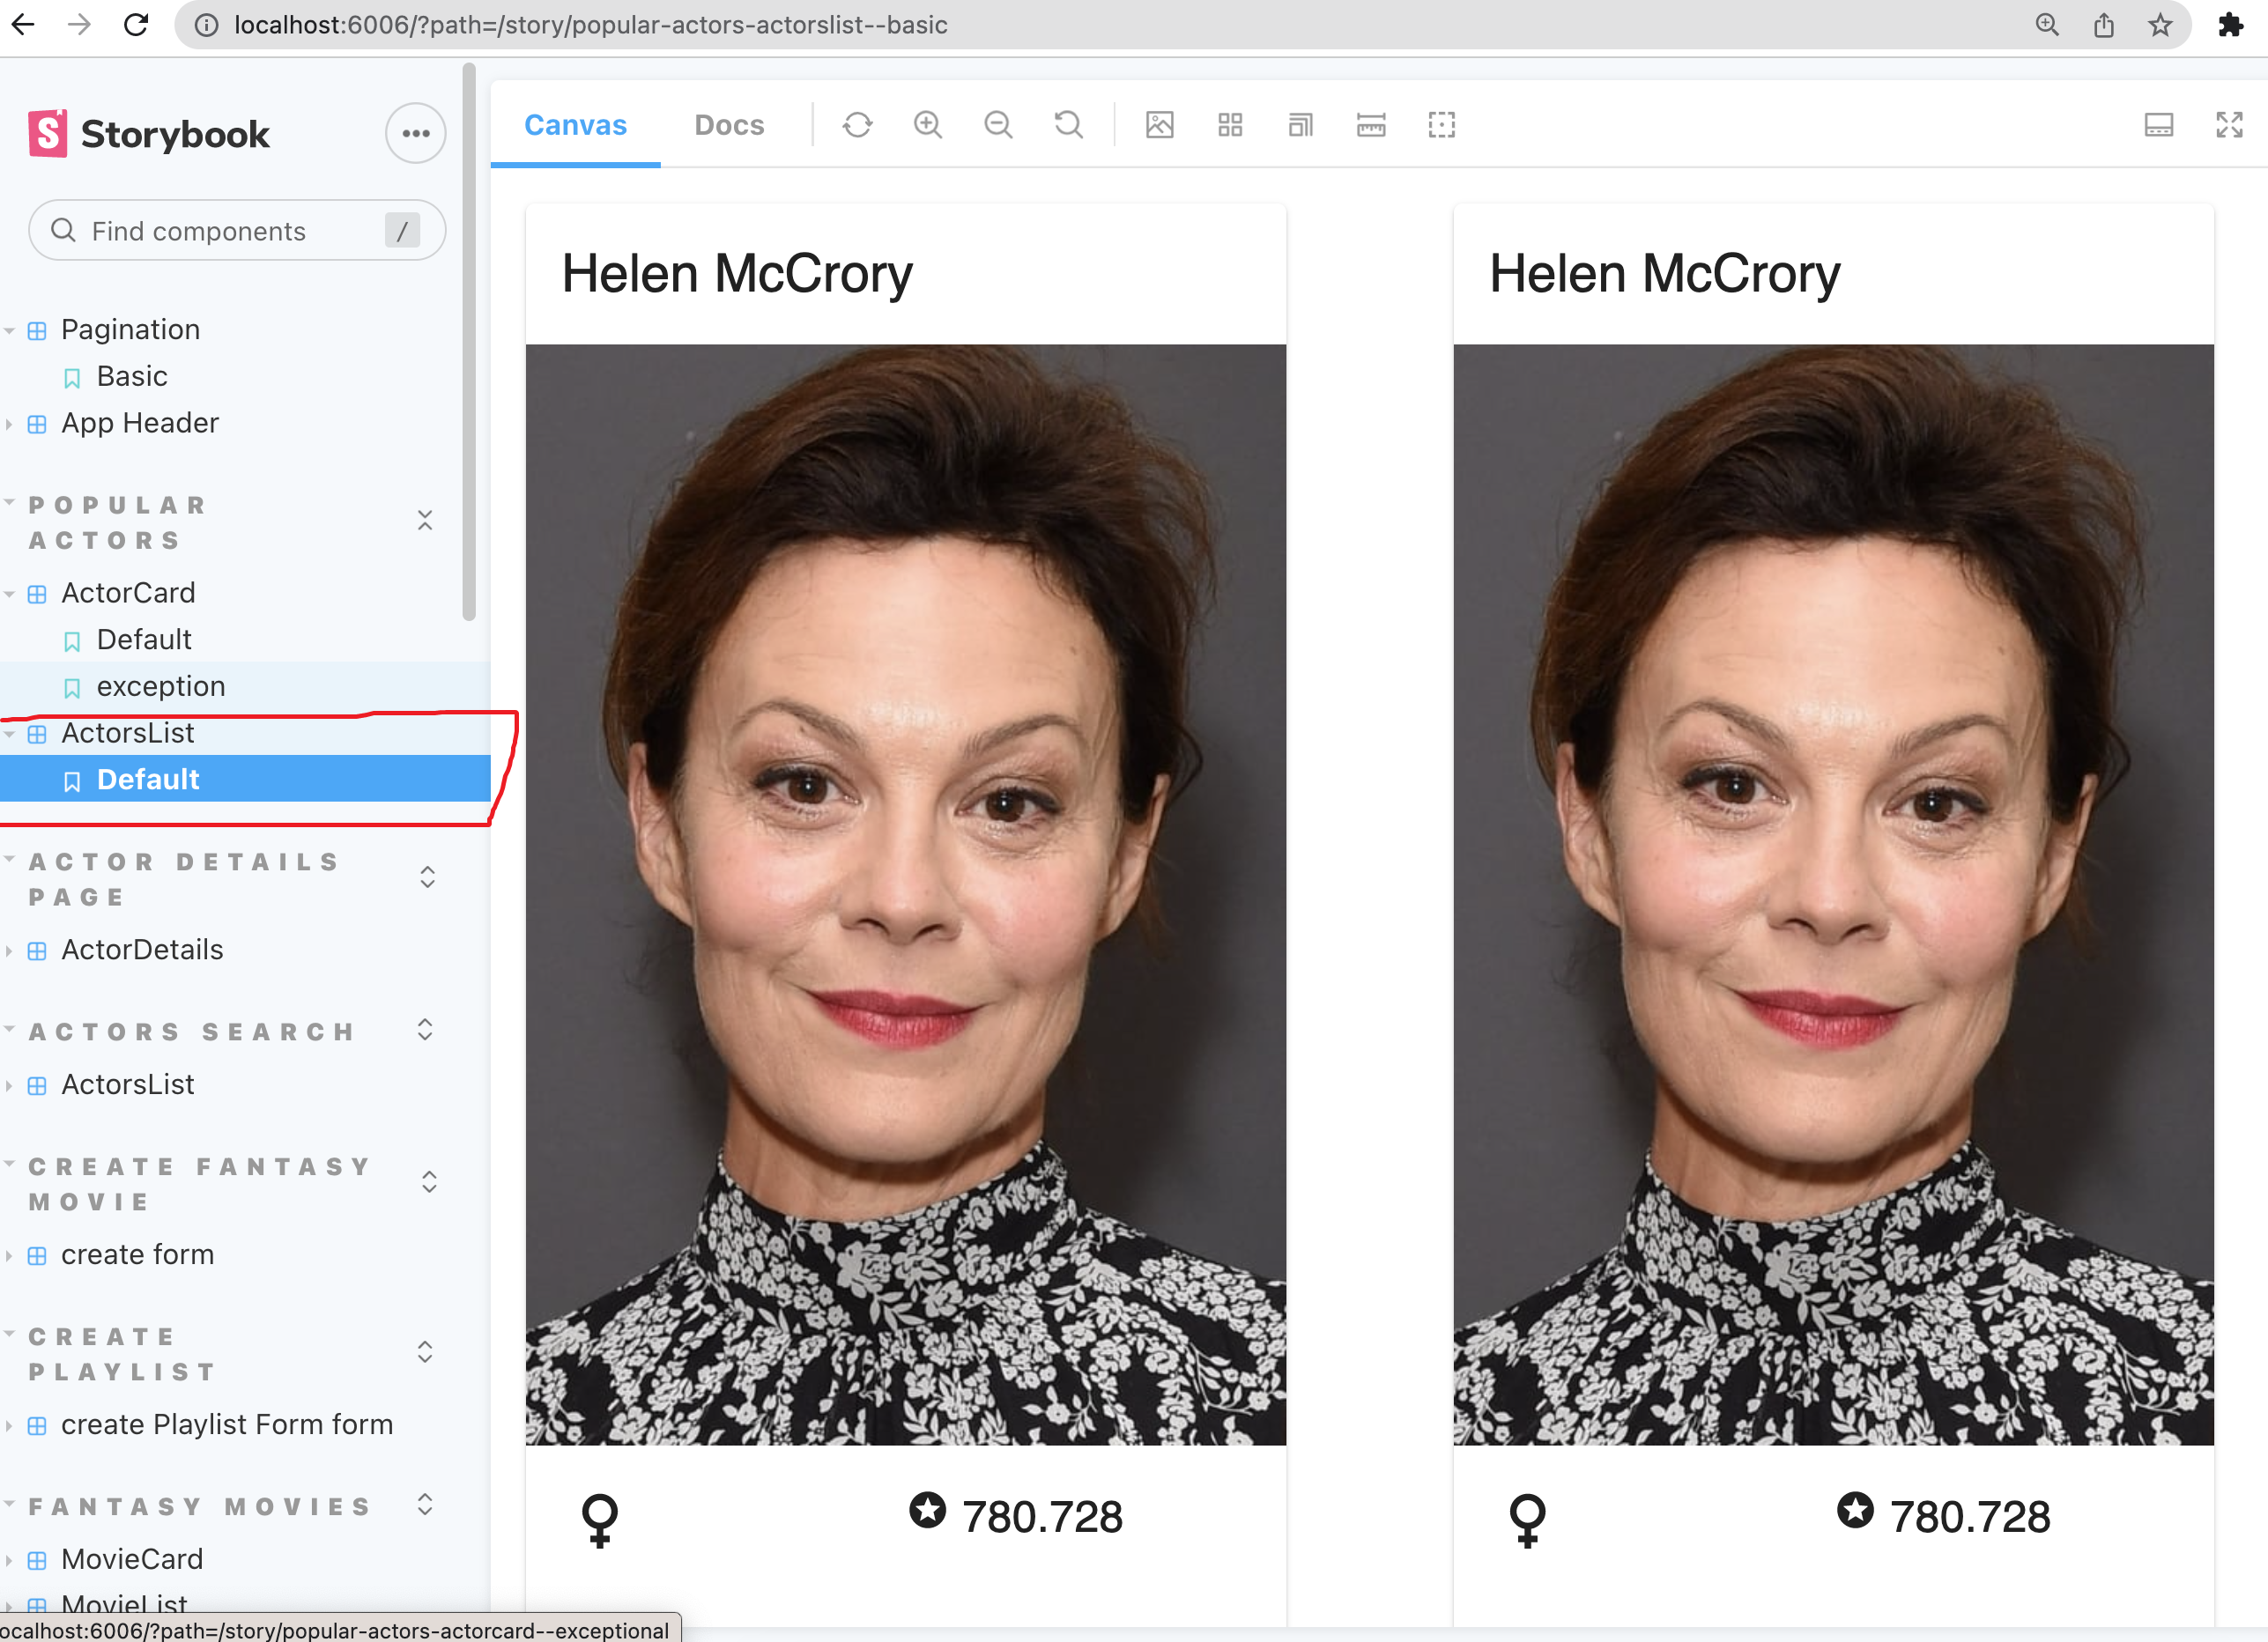 localhost:6006/?path=/story/popular-actors-actorslist--basic
Storybook
Find components /
Pagination
Basic
App Header
POPULAR
ACTORS
ActorCard
Default
exception
ActorsList
Default
ACTOR DETAILS
PAGE
ActorDetails
ACTORS SEARCH
ActorsList
CREATE FANTASY
MOVIE
create form
CREATE
PLAYLIST
create Playlist Form form
FANTASY MOVIES
MovieCard
MovieList
ocalhost:6006/?path=/story/popular-actors-actorcard--exceptional
Canvas Docs
Helen McCrory
780.728
Helen McCrory
780.728